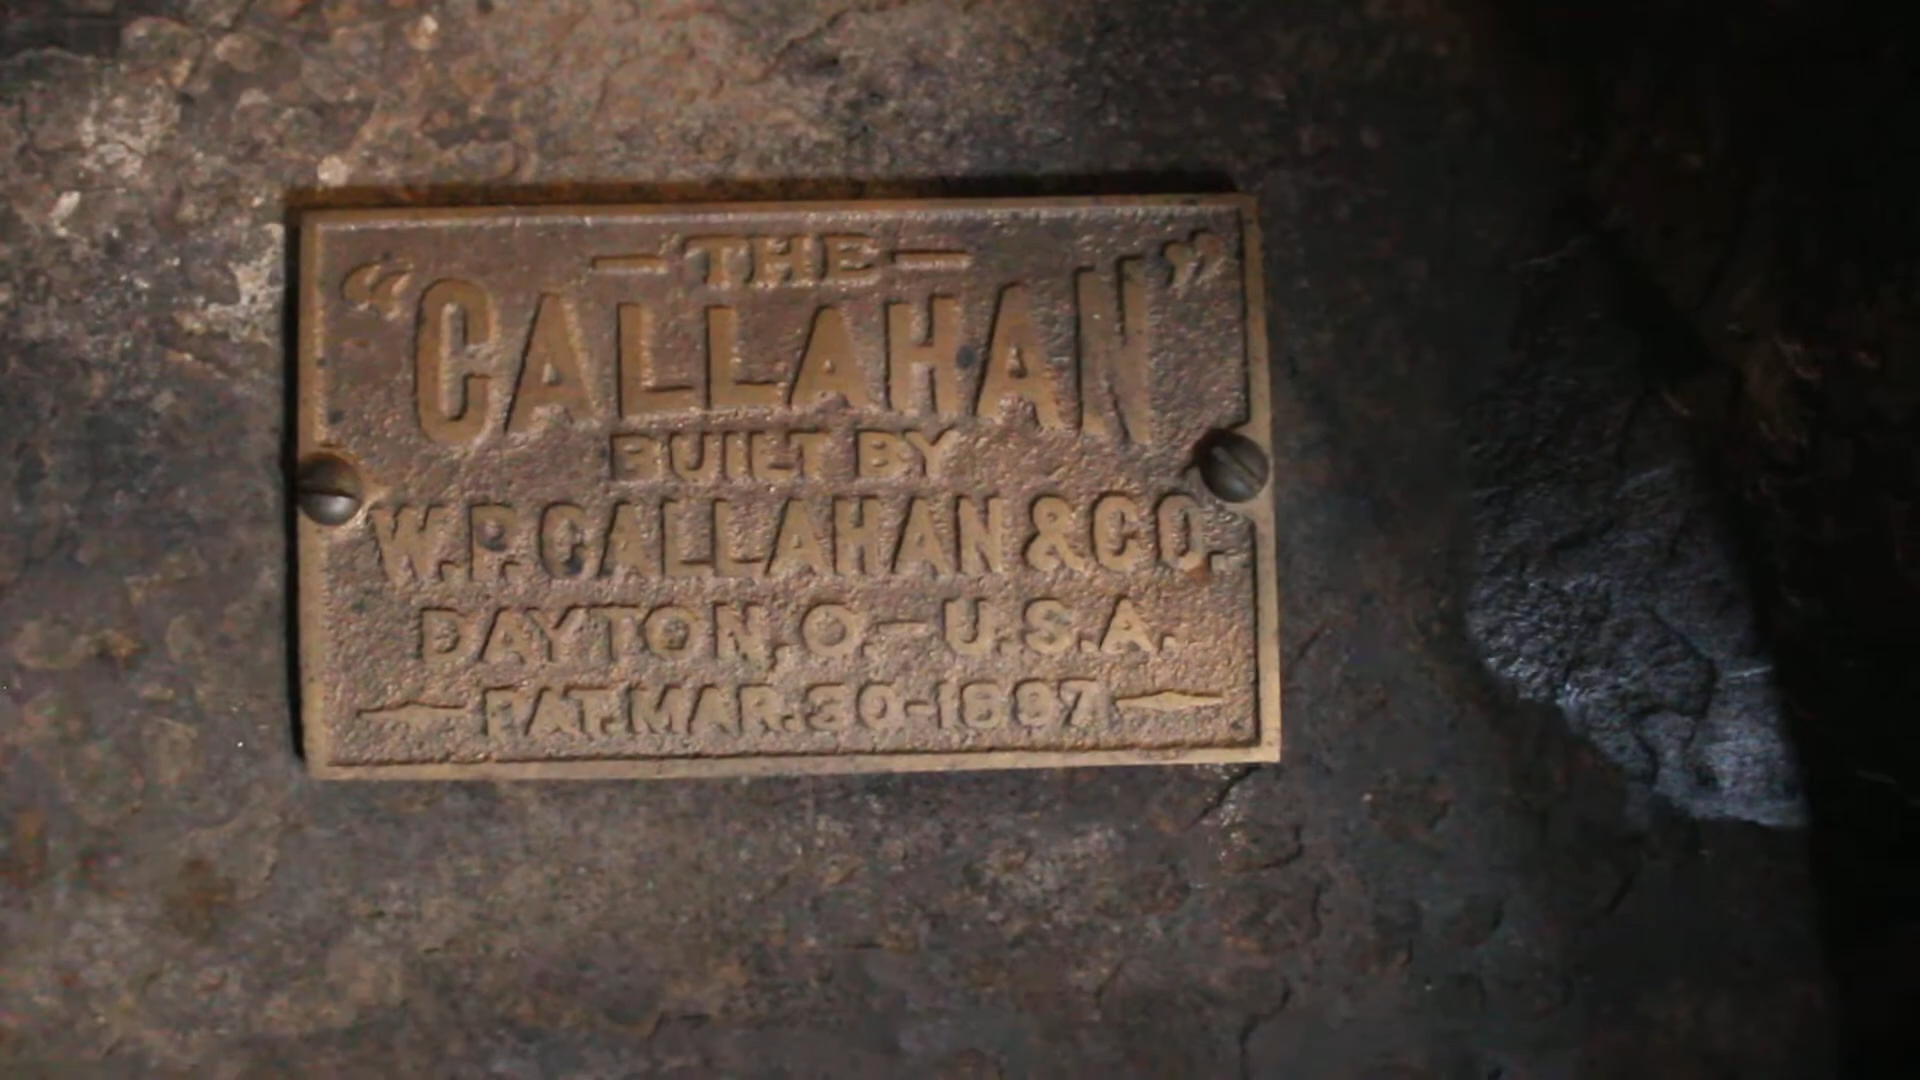 —THE—
"CALLAHAN"
BUILT BY
W.P. CALLAHAN & CO.
DAYTON, O.—U.S.A.
PAT. MAR. 30-1897